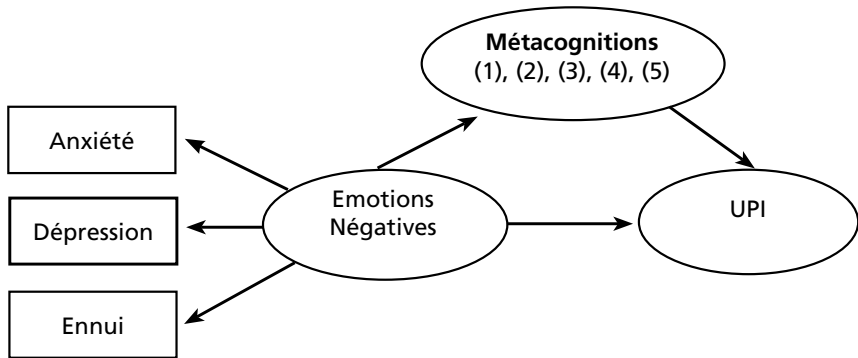 Métacognitions
(1), (2), (3), (4), (5)
Anxiété
Dépression
Ennui
Emotions
Négatives
UPI